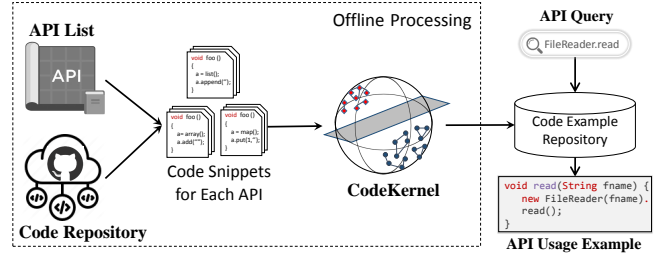 Offline Processing
API List
API
Code Repository
void foo ()
{
a = list();
a.append('');
}
void foo ()
{
a= array();
a.add("");
}
void foo ()
{
a = map();
a.put(1,'');
}
Code Snippets
for Each API
CodeKernel
API Query
FileReader.read
Code Example
Repository
void read(String fname) {
new FileReader(fname).
read();
}
API Usage Example